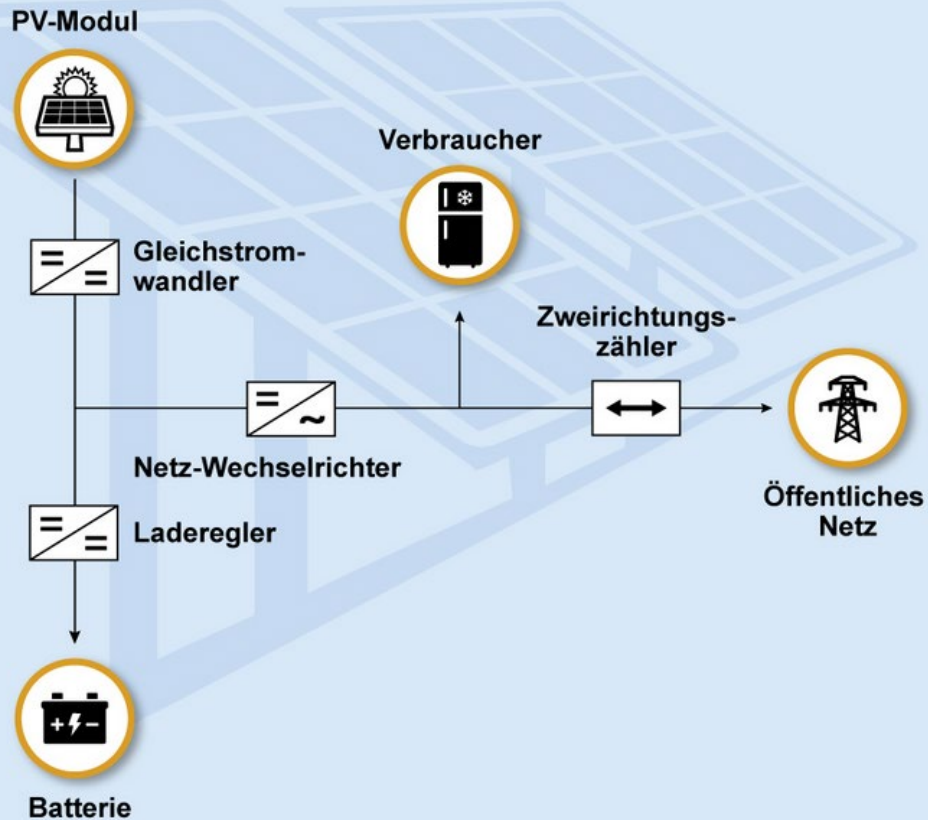 PV-Modul
Verbraucher
Gleichstrom-
wandler
Zweirichtungs-
zähler
Netz-Wechselrichter
Öffentliches
Netz
Laderegler
Batterie